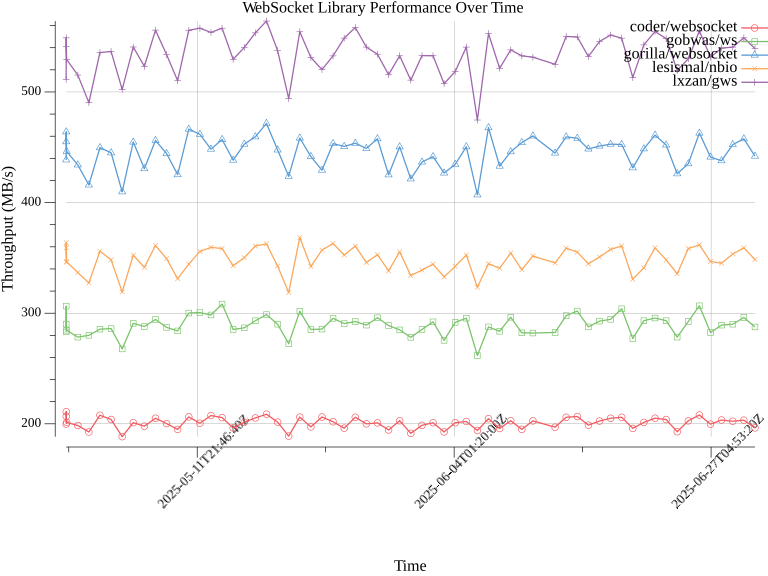 WebSocket Library Performance Over Time
coder/websocket
gobwas/ws
gorilla/websocket
lesismal/nbio
lxzan/gws
Throughput (MB/s)
500
400
300
200
2025-05-11T21:46:40Z
2025-06-04T01:20:00Z
2025-06-27T04:53:20Z
Time